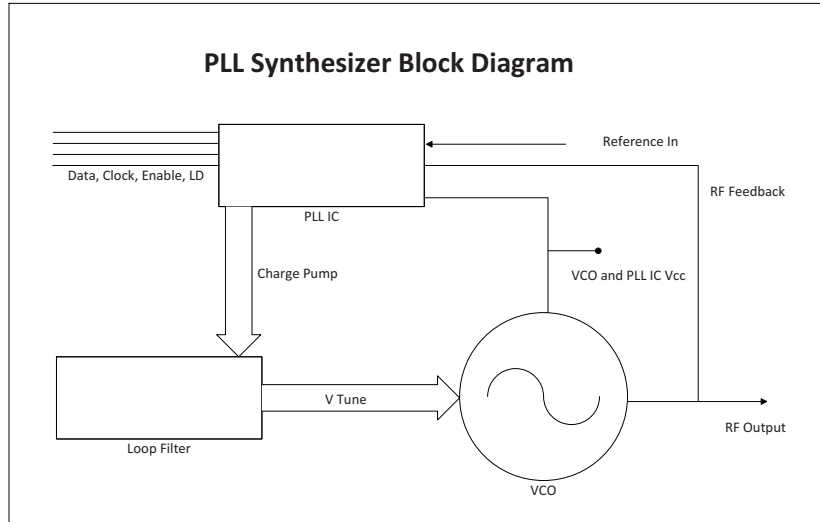 PLL Synthesizer Block Diagram
Reference In
Data, Clock, Enable, LD
RF Feedback
PLL IC
Charge Pump
VCO and PLL IC Vcc
V Tune
RF Output
Loop Filter
VCO